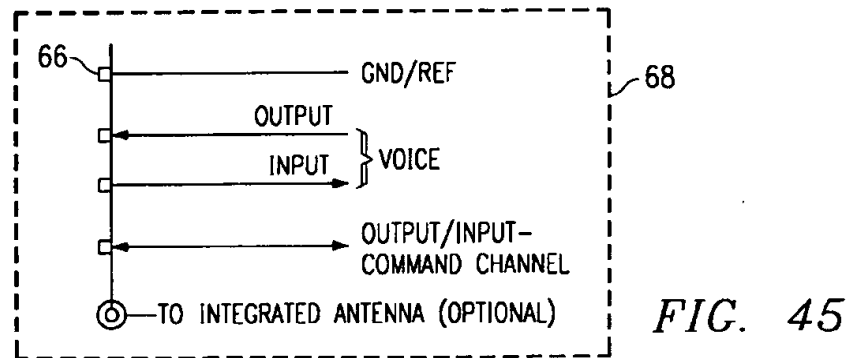 66
GND/REF
68
OUTPUT
INPUT
VOICE
OUTPUT/INPUT-
COMMAND CHANNEL
TO INTEGRATED ANTENNA (OPTIONAL)
FIG. 45